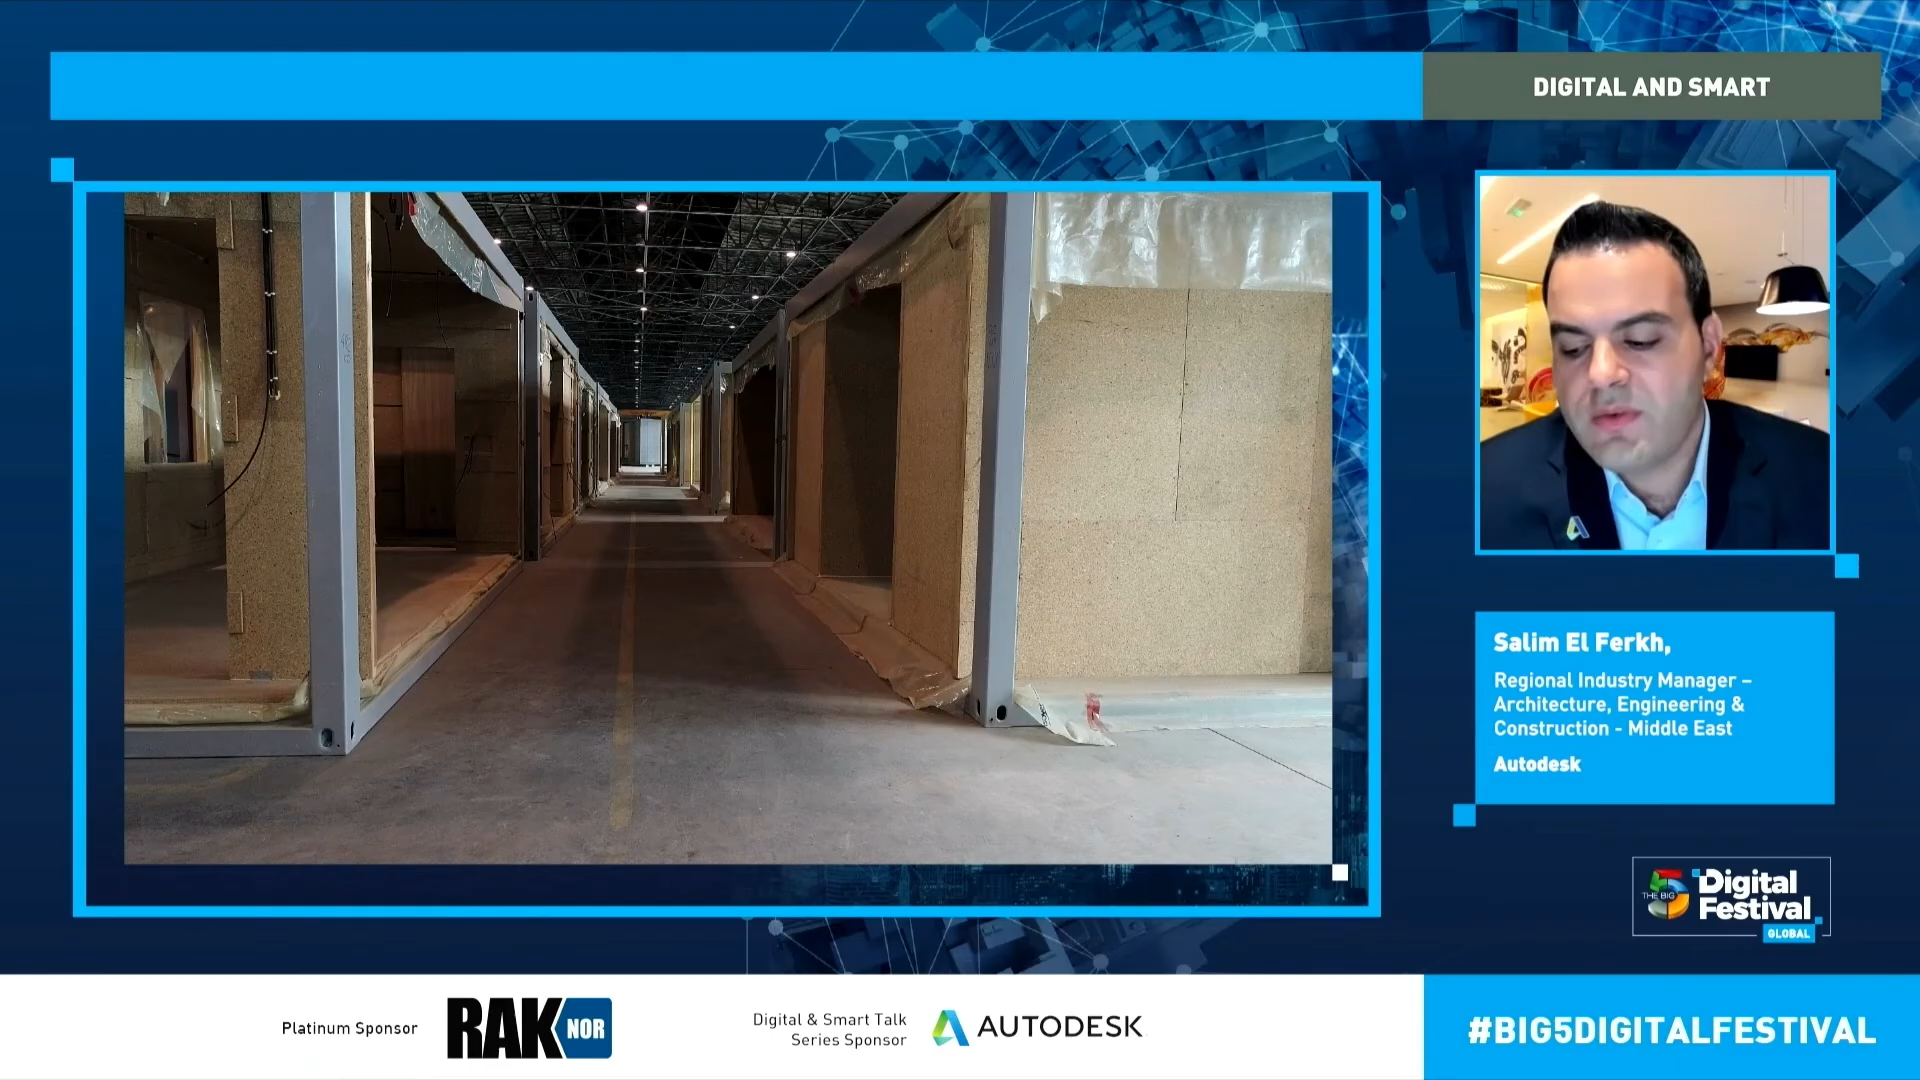 DIGITAL AND SMART
Salim El Ferkh,
Regional Industry Manager –
Architecture, Engineering &
Construction - Middle East
Autodesk
THE BIG 5
Digital
Festival
GLOBAL
Platinum Sponsor
RAK NOR
Digital & Smart Talk
Series Sponsor
AUTODESK
#BIG5DIGITALFESTIVAL